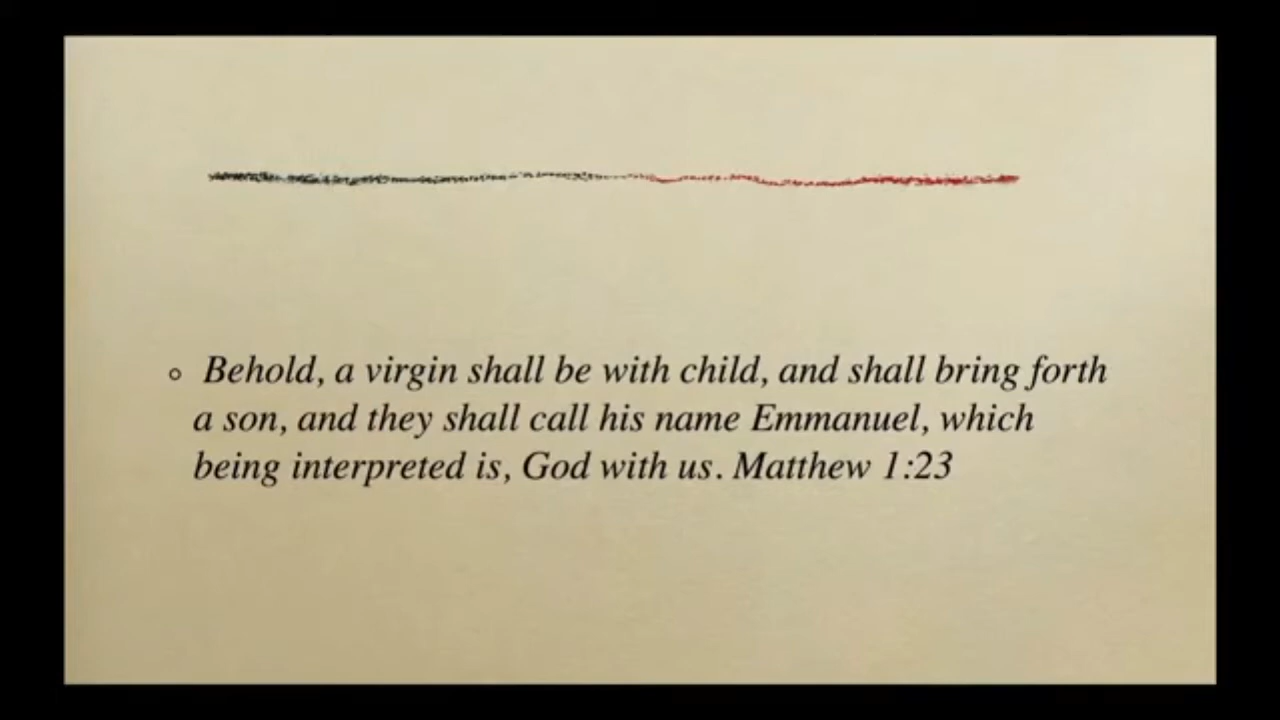 Behold, a virgin shall be with child, and shall bring forth
a son, and they shall call his name Emmanuel, which
being interpreted is, God with us. Matthew 1:23